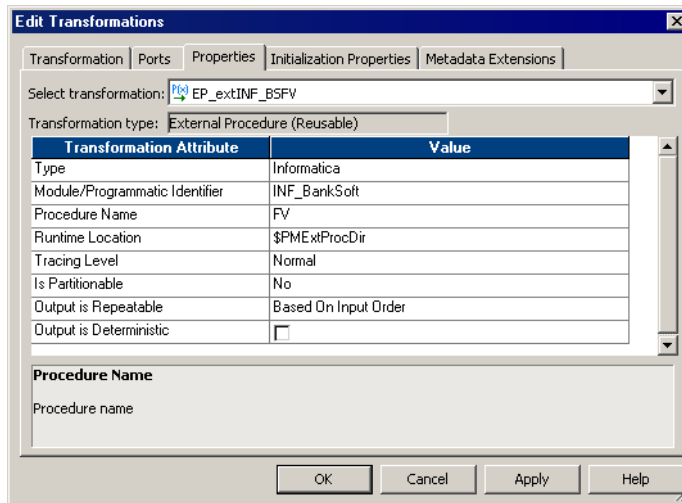 Edit Transformations
Transformation Ports Properties Initialization Properties Metadata Extensions
Select transformation: P(x) EP_extINF_BSFV
Transformation type: External Procedure (Reusable)
Transformation Attribute Value
Type Informatica
Module/Programmatic Identifier INF_BankSoft
Procedure Name FV
Runtime Location $PMExtProcDir
Tracing Level Normal
Is Partitionable No
Output is Repeatable Based On Input Order
Output is Deterministic
Procedure Name
Procedure name
OK Cancel Apply Help